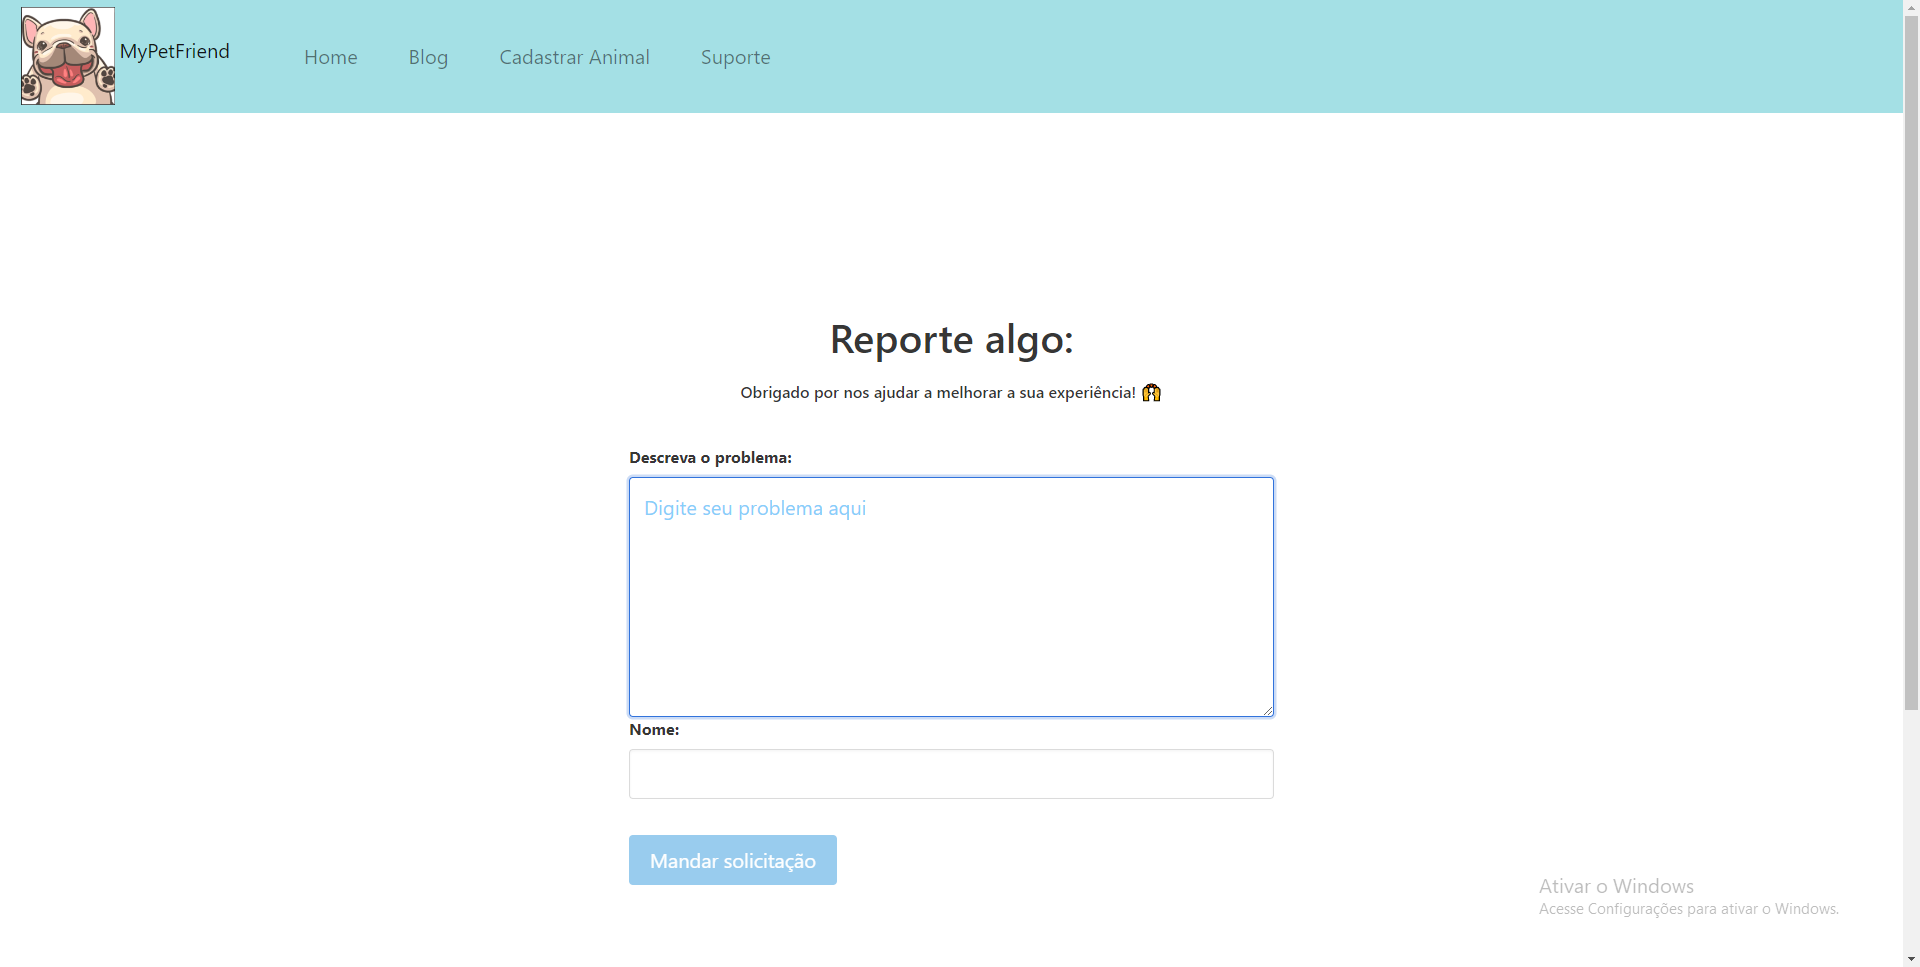 MyPetFriend
Home
Blog
Cadastrar Animal
Suporte
Reporte algo:
Obrigado por nos ajudar a melhorar a sua experiência! 🙌
Descreva o problema:
Digite seu problema aqui
Nome:
Mandar solicitação
Ativar o Windows
Acesse Configurações para ativar o Windows.